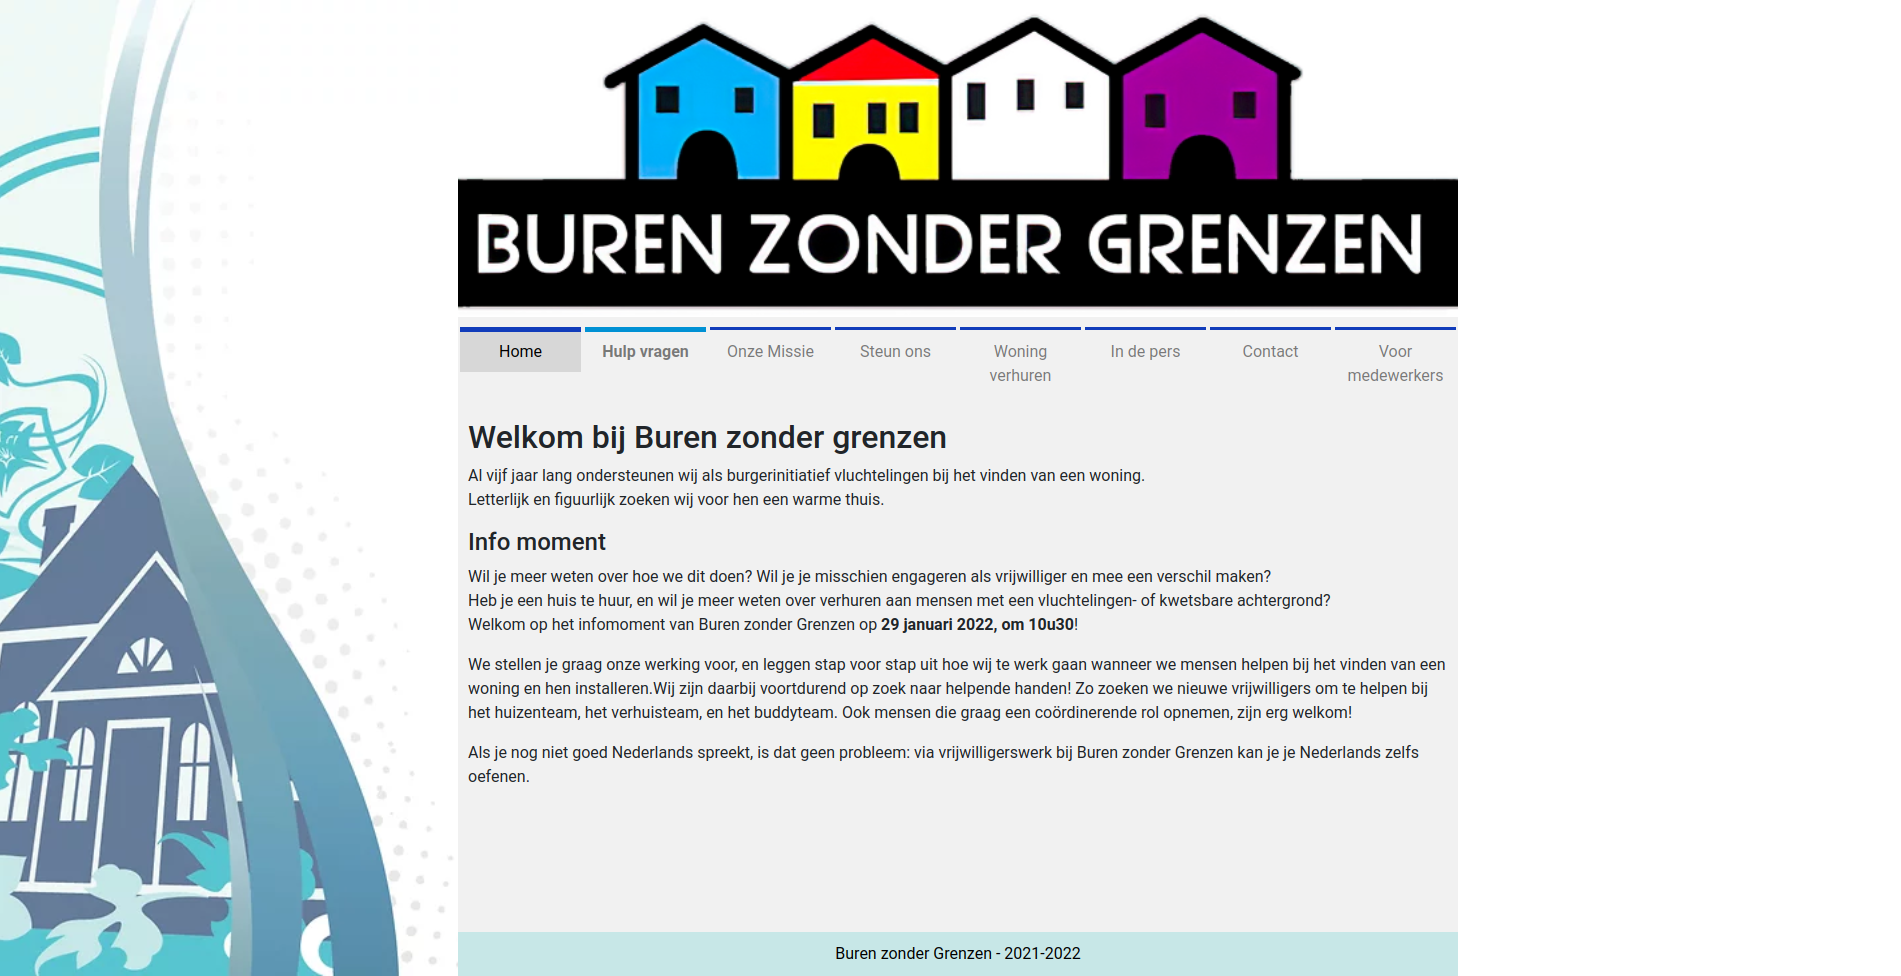 BUREN ZONDER GRENZEN
Home
Hulp vragen
Onze Missie
Steun ons
Woning
verhuren
In de pers
Contact
Voor
medewerkers
Welkom bij Buren zonder grenzen
Al vijf jaar lang ondersteunen wij als burgerinitiatief vluchtelingen bij het vinden van een woning.
Letterlijk en figuurlijk zoeken wij voor hen een warme thuis.
Info moment
Wil je meer weten over hoe we dit doen? Wil je je misschien engageren als vrijwilliger en mee een verschil maken?
Heb je een huis te huur, en wil je meer weten over verhuren aan mensen met een vluchtelingen- of kwetsbare achtergrond?
Welkom op het infomoment van Buren zonder Grenzen op 29 januari 2022, om 10u30!
We stellen je graag onze werking voor, en leggen stap voor stap uit hoe wij te werk gaan wanneer we mensen helpen bij het vinden van een
woning en hen installeren.Wij zijn daarbij voortdurend op zoek naar helpende handen! Zo zoeken we nieuwe vrijwilligers om te helpen bij
het huizenteam, het verhuisteam, en het buddyteam. Ook mensen die graag een coördinerende rol opnemen, zijn erg welkom!
Als je nog niet goed Nederlands spreekt, is dat geen probleem: via vrijwilligerswerk bij Buren zonder Grenzen kan je je Nederlands zelfs
oefenen.
Buren zonder Grenzen - 2021-2022